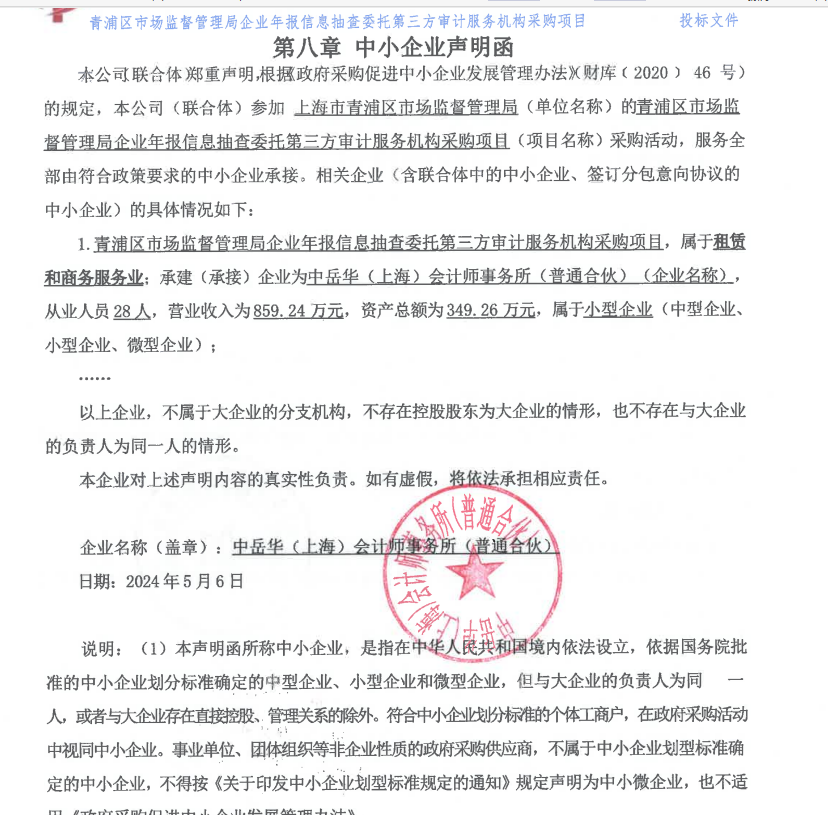 青浦区市场监督管理局企业年报信息抽查委托第三方审计服务机构采购项目 投标文件
第八章 中小企业声明函
本公司（联合体）郑重声明，根据《政府采购促进中小企业发展管理办法》（财库﹝2020﹞46 号）
的规定，本公司（联合体）参加 上海市青浦区市场监督管理局（单位名称）的青浦区市场监
督管理局企业年报信息抽查委托第三方审计服务机构采购项目（项目名称）采购活动，服务全
部由符合政策要求的中小企业承接。相关企业（含联合体中的中小企业、签订分包意向协议的
中小企业）的具体情况如下：
1.青浦区市场监督管理局企业年报信息抽查委托第三方审计服务机构采购项目，属于租赁
和商务服务业；承建（承接）企业为中岳华（上海）会计师事务所（普通合伙）（企业名称），
从业人员 28 人，营业收入为 859.24 万元，资产总额为 349.26 万元，属于小型企业（中型企业、
小型企业、微型企业）；
……
以上企业，不属于大企业的分支机构，不存在控股股东为大企业的情形，也不存在与大企业
的负责人为同一人的情形。
本企业对上述声明内容的真实性负责。如有虚假，将依法承担相应责任。
企业名称（盖章）：中岳华（上海）会计师事务所（普通合伙）
中岳华（上海）会计师事务所（普通合伙）
日期：2024 年 5 月 6 日
说明：（1）本声明函所称中小企业，是指在中华人民共和国境内依法设立，依据国务院批
准的中小企业划分标准确定的中型企业、小型企业和微型企业，但与大企业的负责人为同 一
人，或者与大企业存在直接控股、管理关系的除外。符合中小企业划分标准的个体工商户，在政府采购活动
中视同中小企业。事业单位、团体组织等非企业性质的政府采购供应商，不属于中小企业划型标准确
定的中小企业，不得按《关于印发中小企业划型标准规定的通知》规定声明为中小微企业，也不适
用《政府采购促进中小企业发展管理办法》